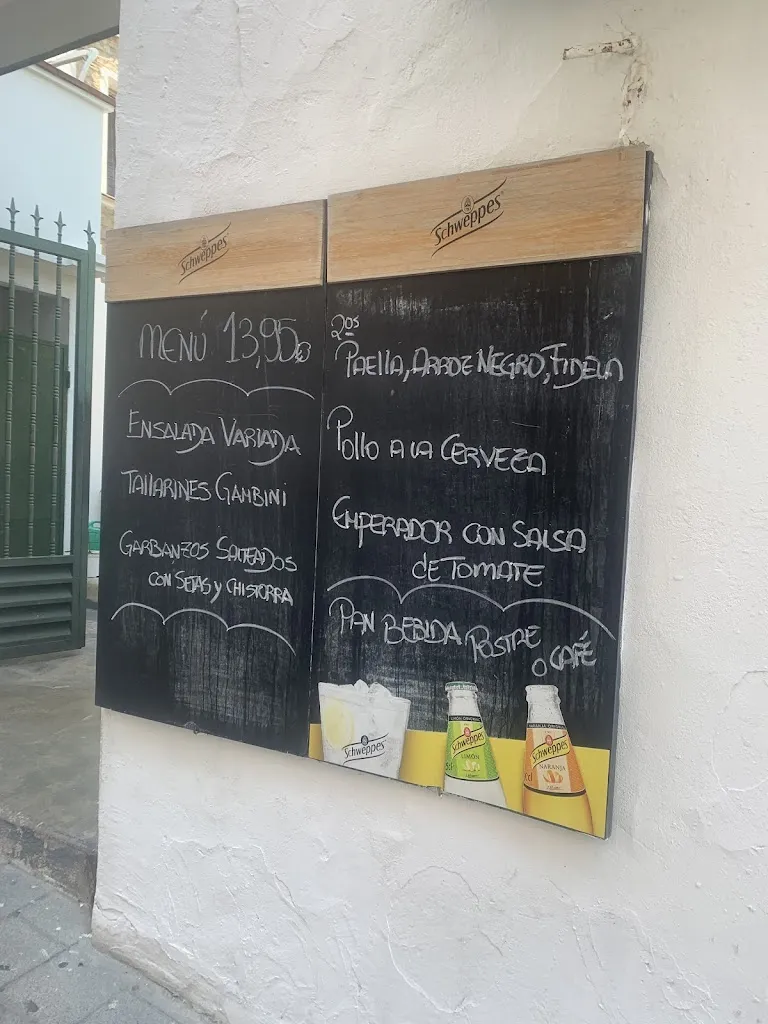 Schweppes
MENÚ 13,95€
ENSALADA VARIADA
TALLARINES GAMBINI
GARBANZOS SALTEADOS
CON SETAS y CHISTORRA
Schweppes
2os
PAELLA, ARROZ NEGRO, FIDEUA
POLLO A LA CERVEZA
EMPERADOR CON SALSA
de TOMATE
PAN BEBIDA POSTRE
O CAFÉ
Schweppes
Schweppes
LIMÓN
Schweppes
NARANJA